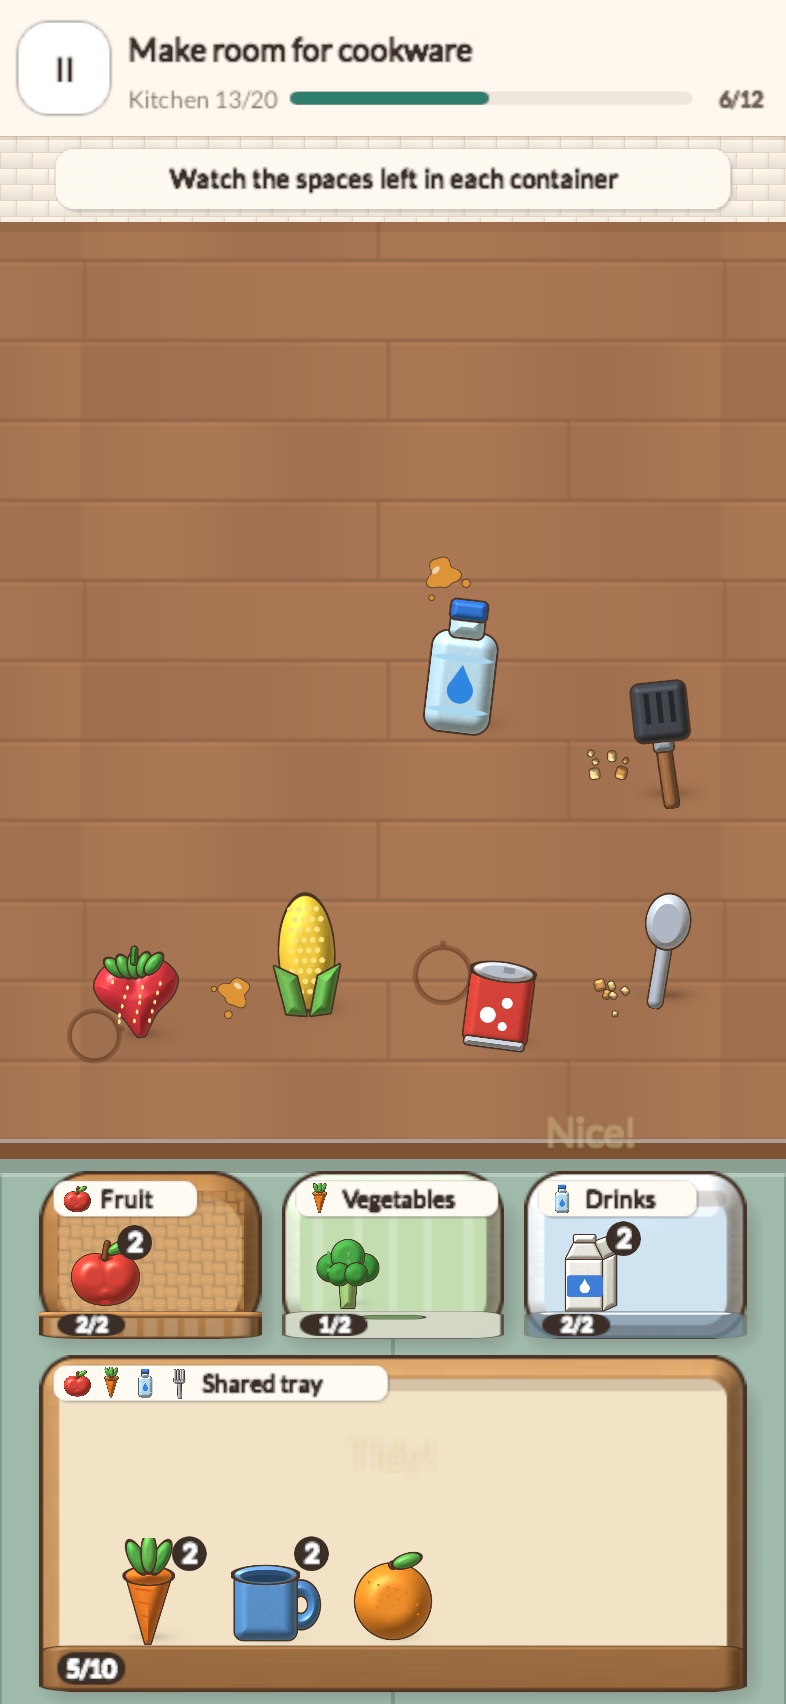 Make room for cookware
Kitchen 13/20
6/12
Watch the spaces left in each container
Nice!
Fruit
Vegetables
Drinks
2
2
2/2
1/2
2/2
Shared tray
Tidy!
2
2
5/10